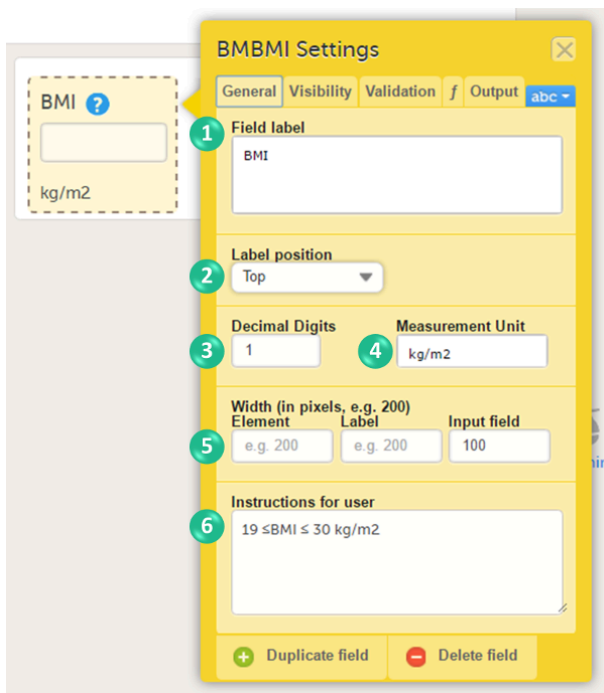 BMBMI Settings
General Visibility Validation f Output abc
BMI ?
kg/m2
1 Field label
BMI
Label position
2 Top
Decimal Digits Measurement Unit
3 1 4 kg/m2
Width (in pixels, e.g. 200)
Element Label Input field
5 e.g. 200 e.g. 200 100
Instructions for user
6 19 ≤BMI ≤ 30 kg/m2
Duplicate field Delete field